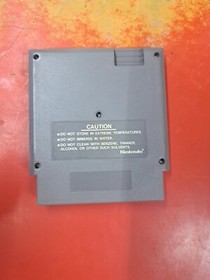 CAUTION
●DO NOT STORE IN EXTREME TEMPERATURES.
●DO NOT IMMERSE IN WATER.
●DO NOT CLEAN WITH BENZENE, THINNER,
ALCOHOL OR OTHER SUCH SOLVENTS.
Nintendo